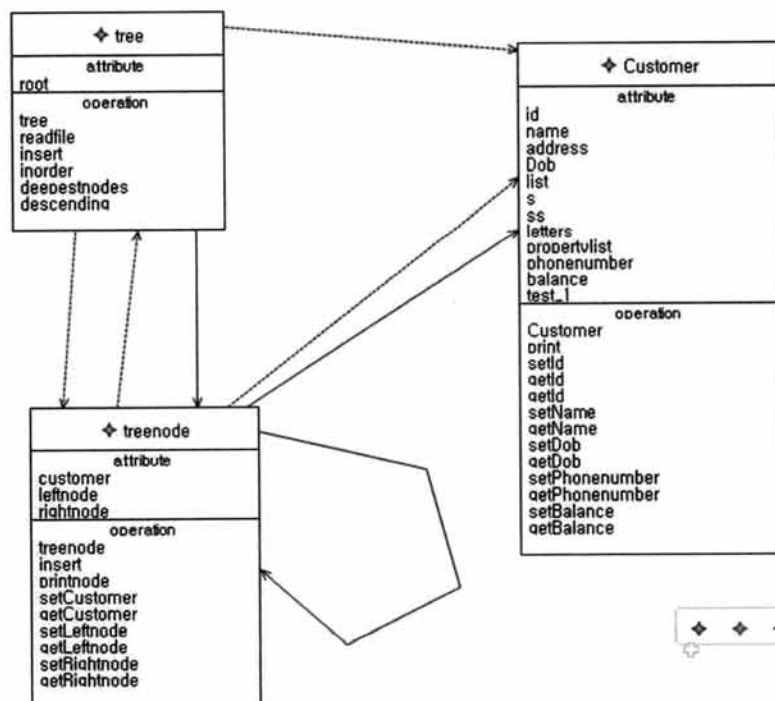 tree
attribute
root
operation
tree
readfile
insert
inorder
deepestnodes
descending
Customer
attribute
id
name
address
Dob
list
s
ss
letters
propertylist
phonenumber
balance
test_1
operation
Customer
print
setId
getId
getId
setName
getName
setDob
getDob
setPhonenumber
getPhonenumber
setBalance
getBalance
treenode
attribute
customer
leftnode
rightnode
operation
treenode
insert
printnode
setCustomer
getCustomer
setLeftnode
getLeftnode
setRightnode
getRightnode